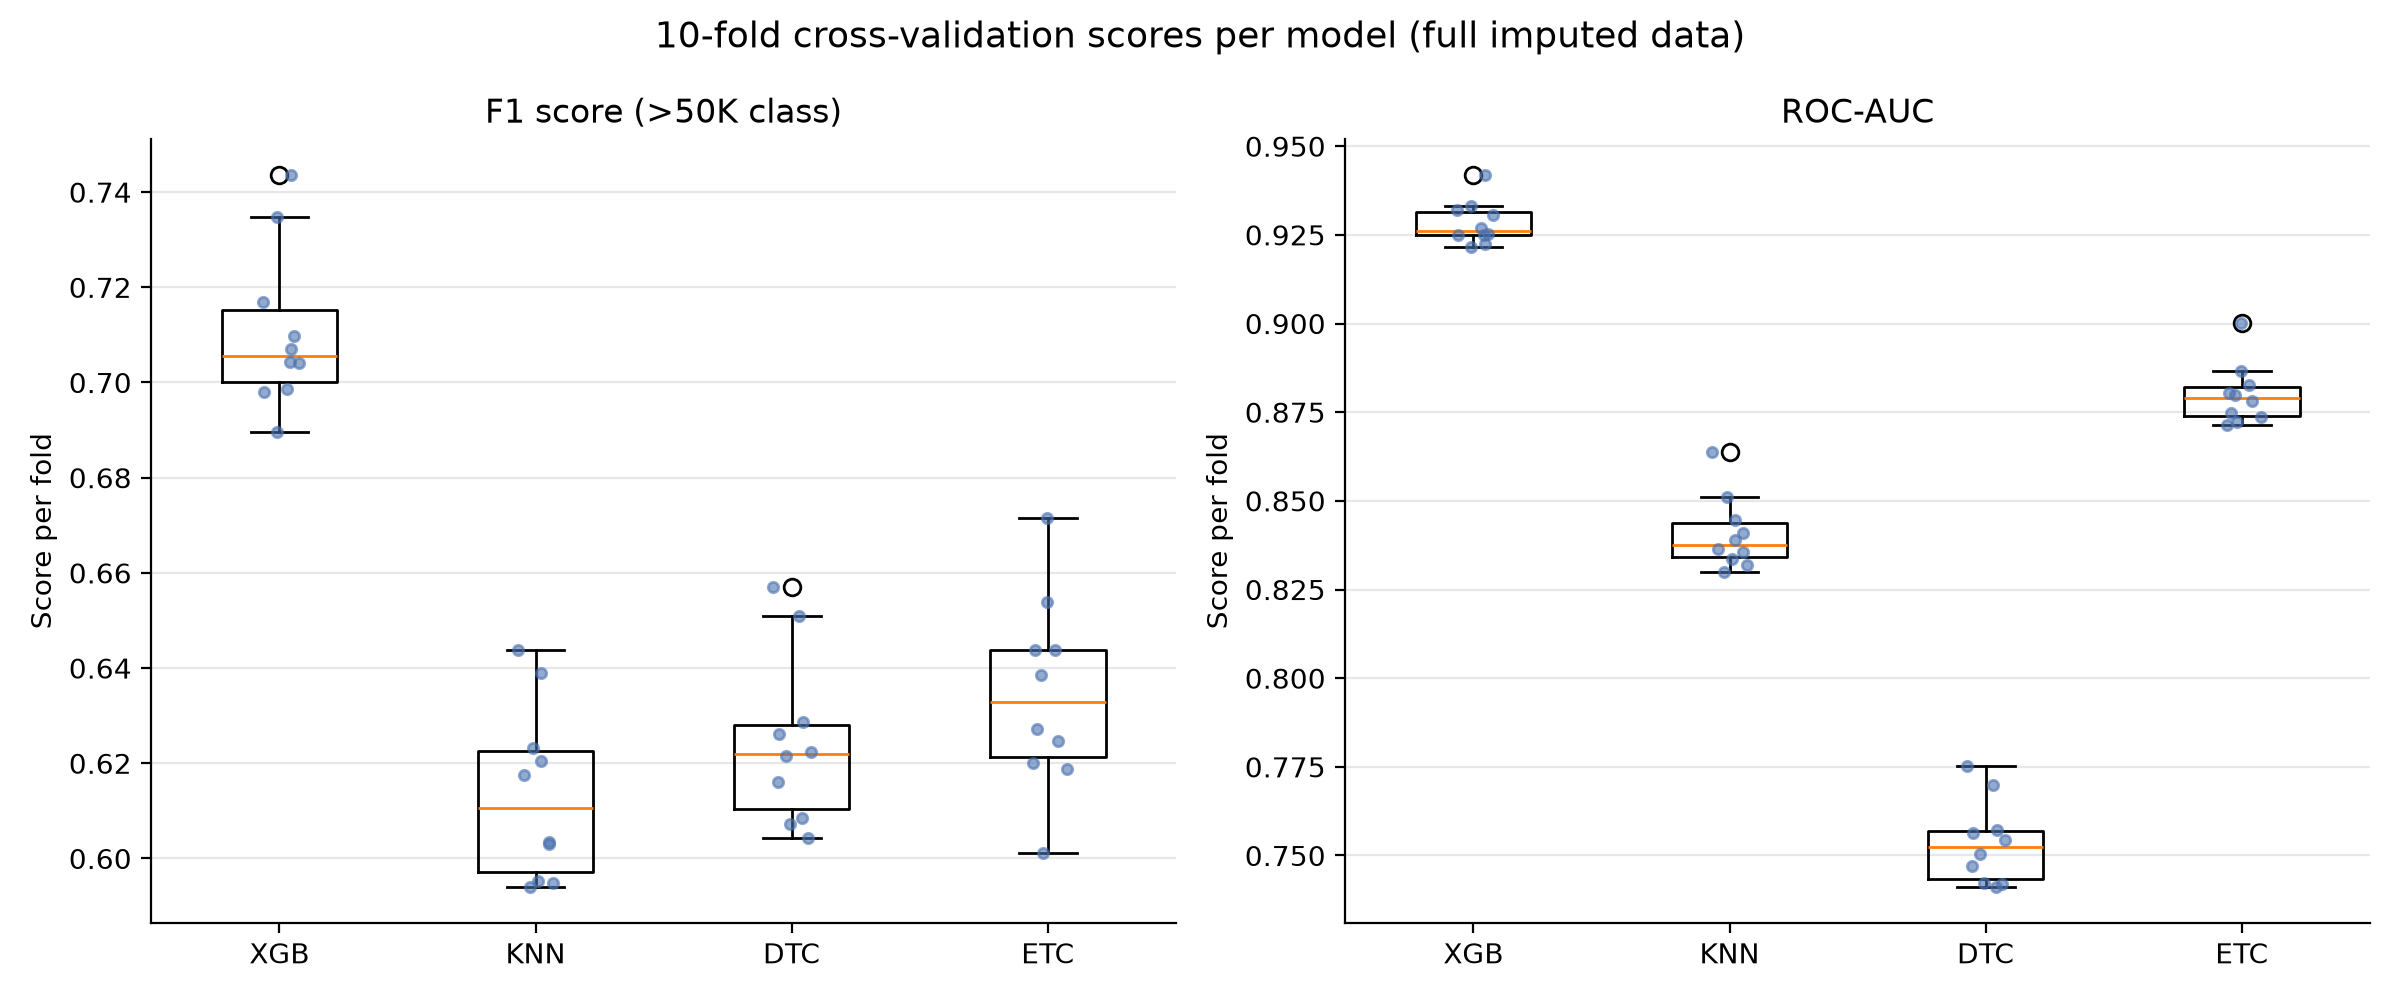 10-fold cross-validation scores per model (full imputed data)
F1 score (>50K class)
Score per fold
0.74
0.72
0.70
0.68
0.66
0.64
0.62
0.60
XGB
KNN
DTC
ETC
ROC-AUC
Score per fold
0.950
0.925
0.900
0.875
0.850
0.825
0.800
0.775
0.750
XGB
KNN
DTC
ETC